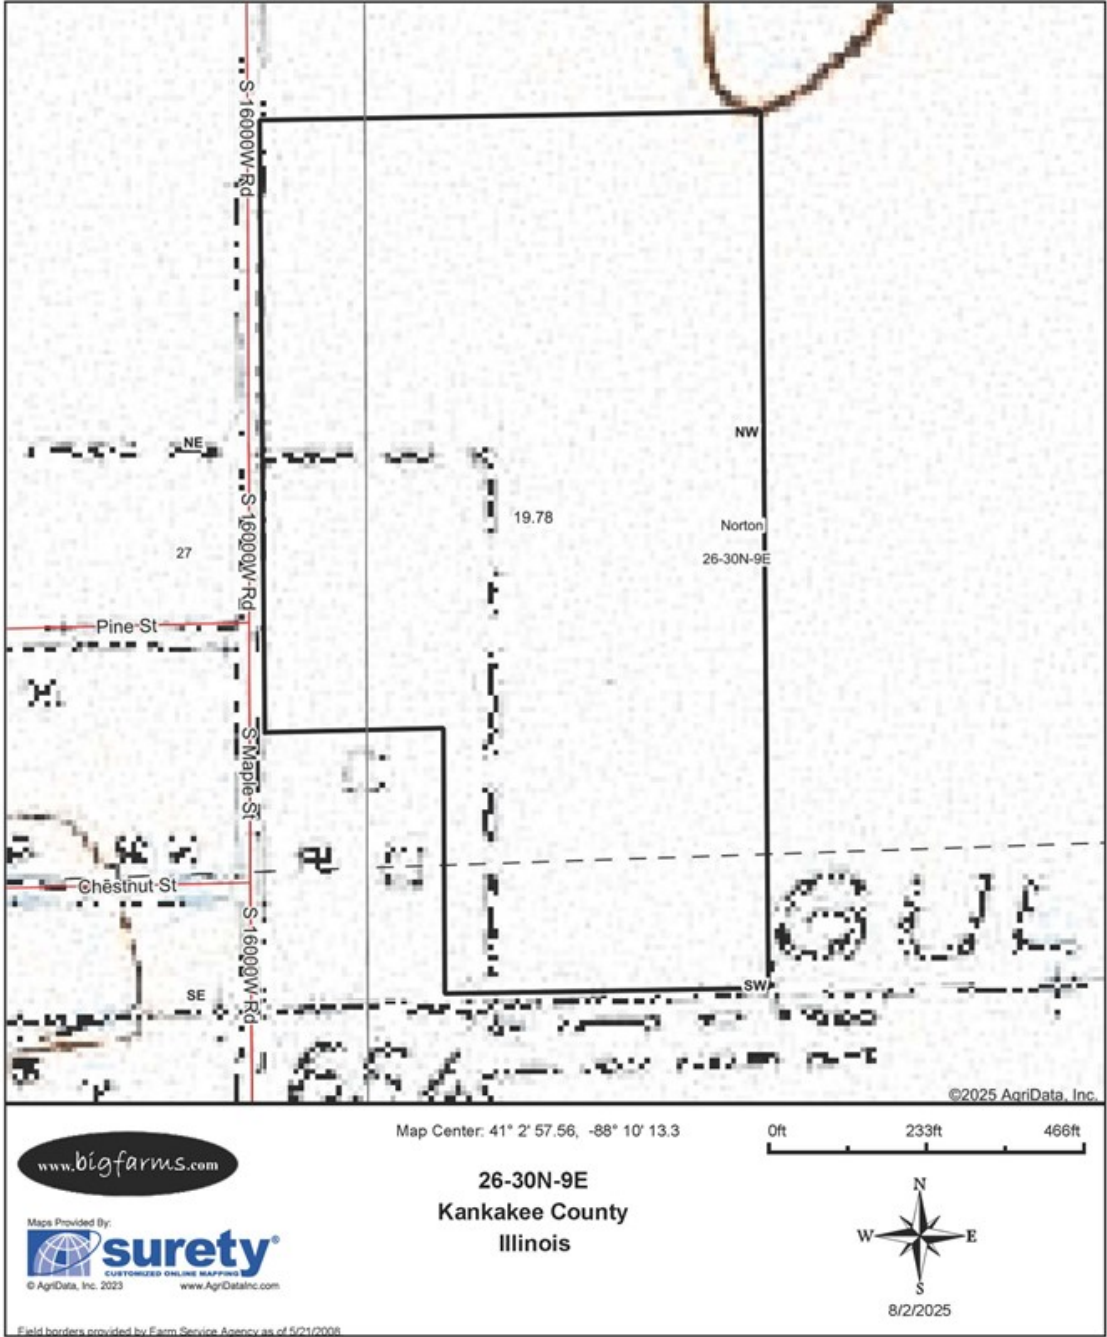 S 16000W Rd
NW
NE
S 16000W Rd
19.78
Norton
27
26-30N-9E
Pine St
S Maple St
Chestnut St
S 16000W Rd
G U L
SE
SW
©2025 AgriData, Inc.
Map Center: 41° 2' 57.56, -88° 10' 13.3
0ft 233ft 466ft
www.bigfarms.com
26-30N-9E
Kankakee County
Illinois
N
W E
S
Maps Provided By:
surety®
CUSTOMIZED ONLINE MAPPING
© AgriData, Inc. 2023 www.AgriDataInc.com
8/2/2025
Field borders provided by Farm Service Agency as of 5/21/2008.